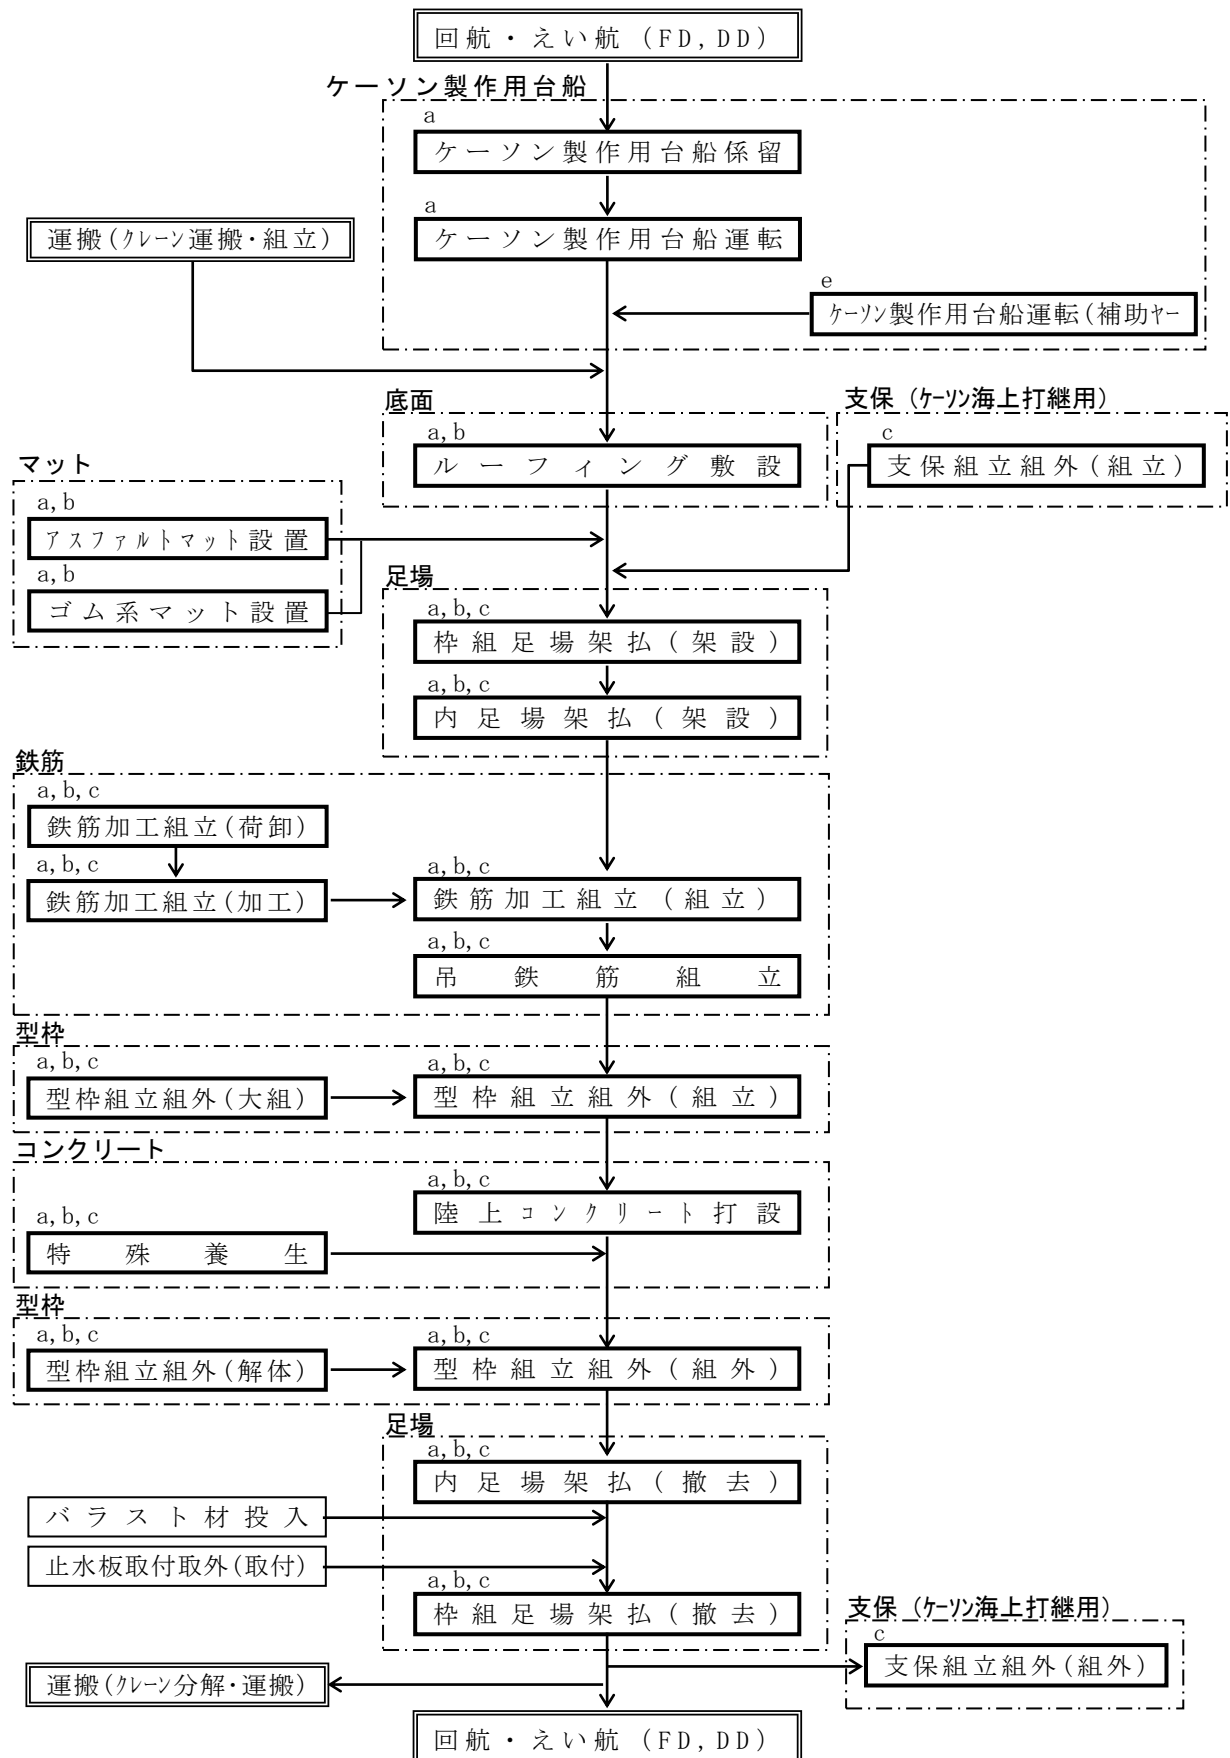 回航・えい航(FD,DD)
ケーソン製作用台船
a
ケーソン製作用台船係留
a
ケーソン製作用台船運転
運搬(ｸﾚｰﾝ運搬・組立)
e
ｹｰｿﾝ製作用台船運転(補助ﾔｰ
底面
支保(ｹｰｿﾝ海上打継用)
a,b
ルーフィング敷設
c
支保組立組外(組立)
マット
a,b
ｱｽﾌｧﾙﾄマット設置
a,b
ゴム系マット設置
足場
a,b,c
枠組足場架払(架設)
a,b,c
内足場架払(架設)
鉄筋
a,b,c
鉄筋加工組立(荷卸)
a,b,c
鉄筋加工組立(加工)
a,b,c
鉄筋加工組立(組立)
a,b,c
吊鉄筋組立
型枠
a,b,c
型枠組立組外(大組)
a,b,c
型枠組立組外(組立)
コンクリート
a,b,c
陸上ｺﾝｸﾘｰﾄ打設
a,b,c
特殊養生
型枠
a,b,c
型枠組立組外(解体)
a,b,c
型枠組立組外(組外)
足場
a,b,c
内足場架払(撤去)
バラスト材投入
止水板取付取外(取付)
a,b,c
枠組足場架払(撤去)
支保(ｹｰｿﾝ海上打継用)
c
支保組立組外(組外)
運搬(ｸﾚｰﾝ分解・運搬)
回航・えい航(FD,DD)